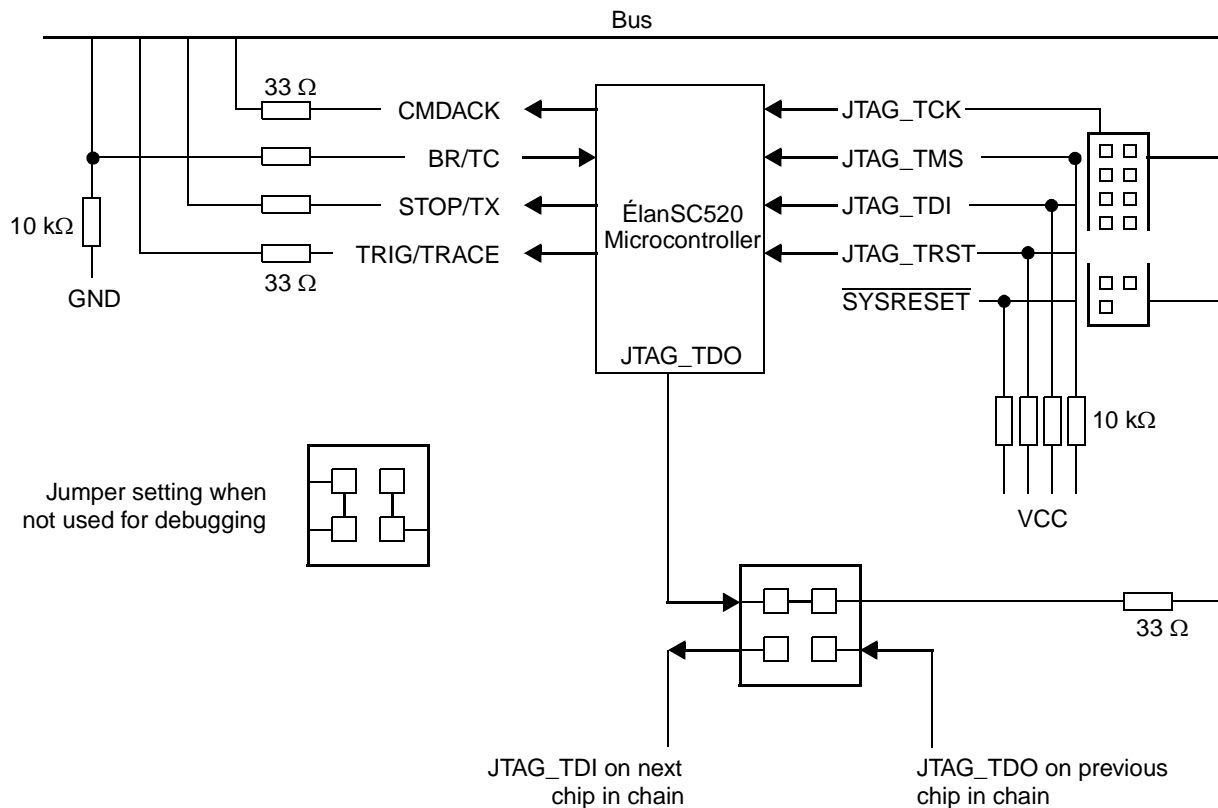 Bus
33 Ω
CMDACK
JTAG_TCK
BR/TC
JTAG_TMS
10 kΩ
STOP/TX
ÉlanSC520
Microcontroller
JTAG_TDI
TRIG/TRACE
JTAG_TRST
33 Ω
GND
SYSRESET
JTAG_TDO
10 kΩ
VCC
Jumper setting when
not used for debugging
33 Ω
JTAG_TDI on next
chip in chain
JTAG_TDO on previous
chip in chain